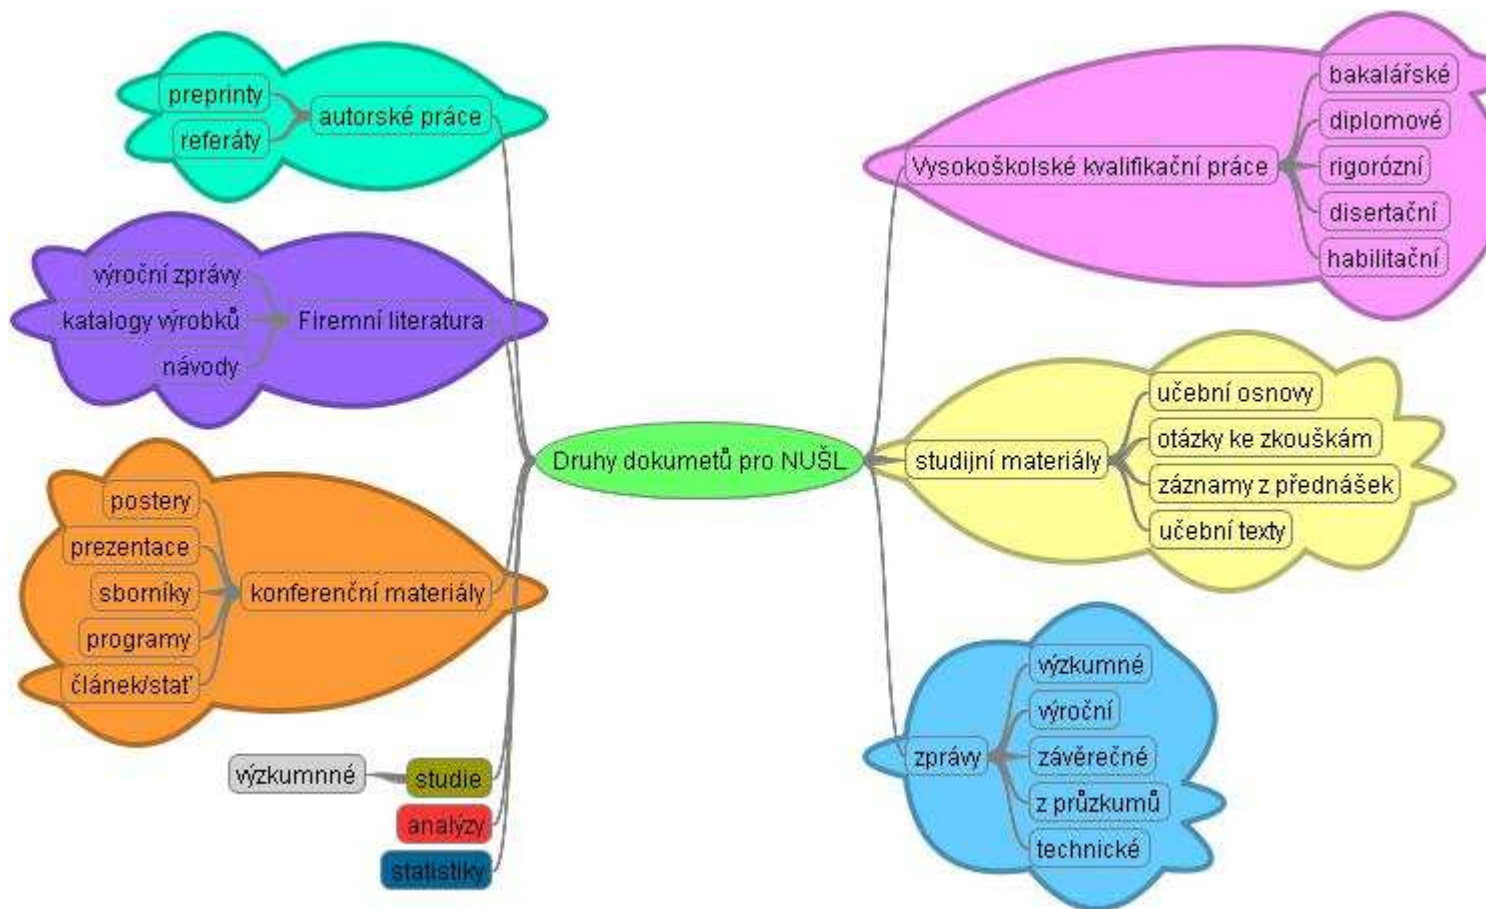 preprinty
referáty
autorské práce
výroční zprávy
katalogy výrobků
návody
Firemní literatura
postery
prezentace
sborníky
programy
článek/stať
konferenční materiály
výzkumnné
studie
analýzy
statistiky
Druhy dokumetů pro NUŠL
Vysokoškolské kvalifikační práce
bakalářské
diplomové
rigorózní
disertační
habilitační
studijní materiály
učební osnovy
otázky ke zkouškám
záznamy z přednášek
učební texty
zprávy
výzkumné
výroční
závěrečné
z průzkumů
technické